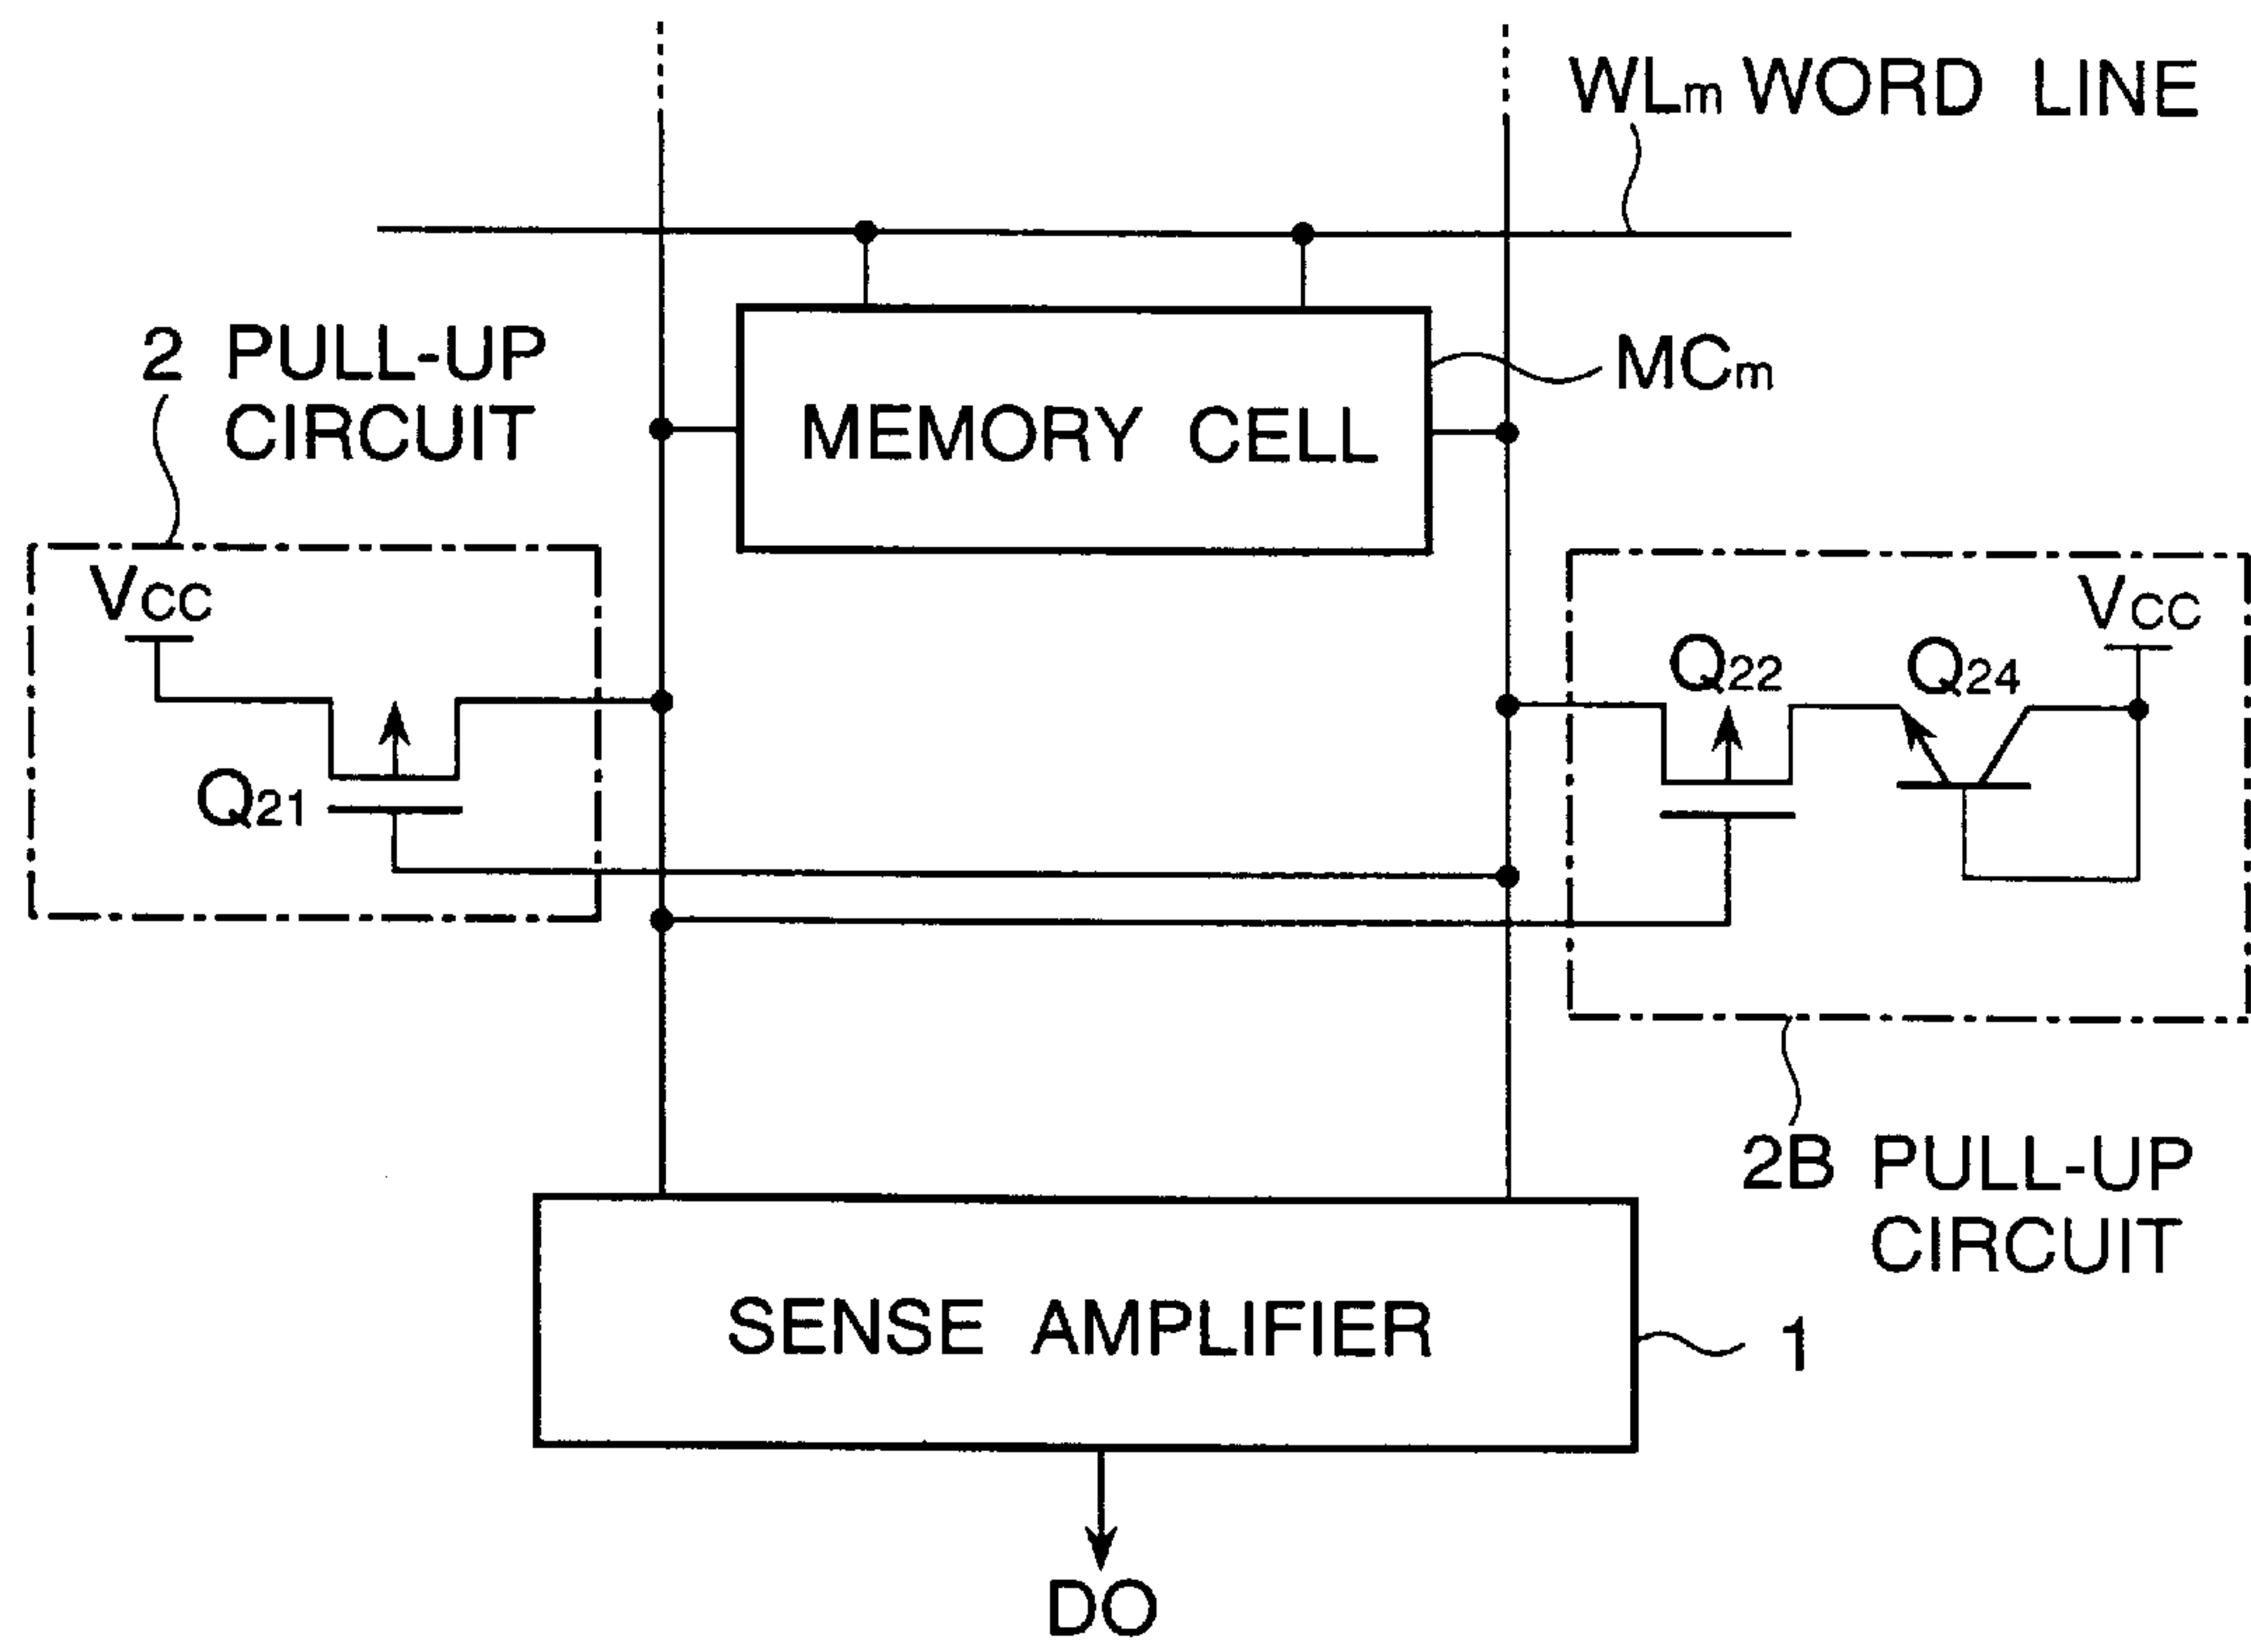 WLm WORD LINE
2 PULL-UP
CIRCUIT
MCm
MEMORY CELL
VCC
VCC
Q22
Q24
Q21
2B PULL-UP
CIRCUIT
SENSE AMPLIFIER
1
DO